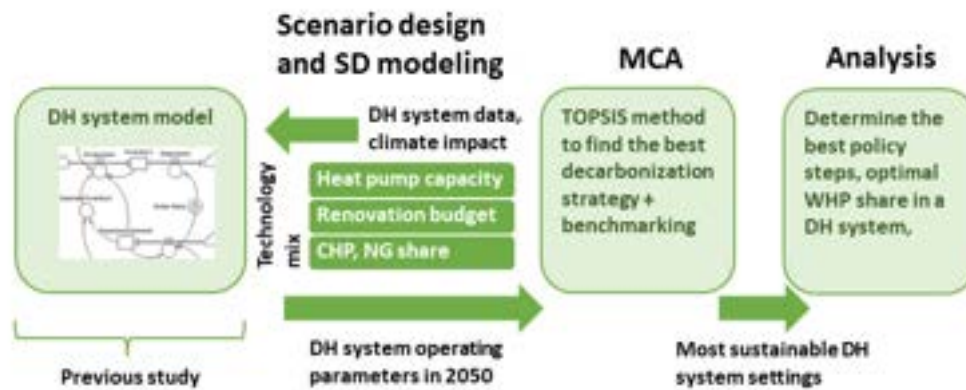 Scenario design
and SD modeling
MCA
Analysis
DH system model
DH system data,
climate impact
Technology
mix
Heat pump capacity
Renovation budget
CHP, NG share
TOPSIS method
to find the best
decarbonization
strategy +
benchmarking
Determine the
best policy
steps, optimal
WHP share in a
DH system,
Previous study
DH system operating
parameters in 2050
Most sustainable DH
system settings